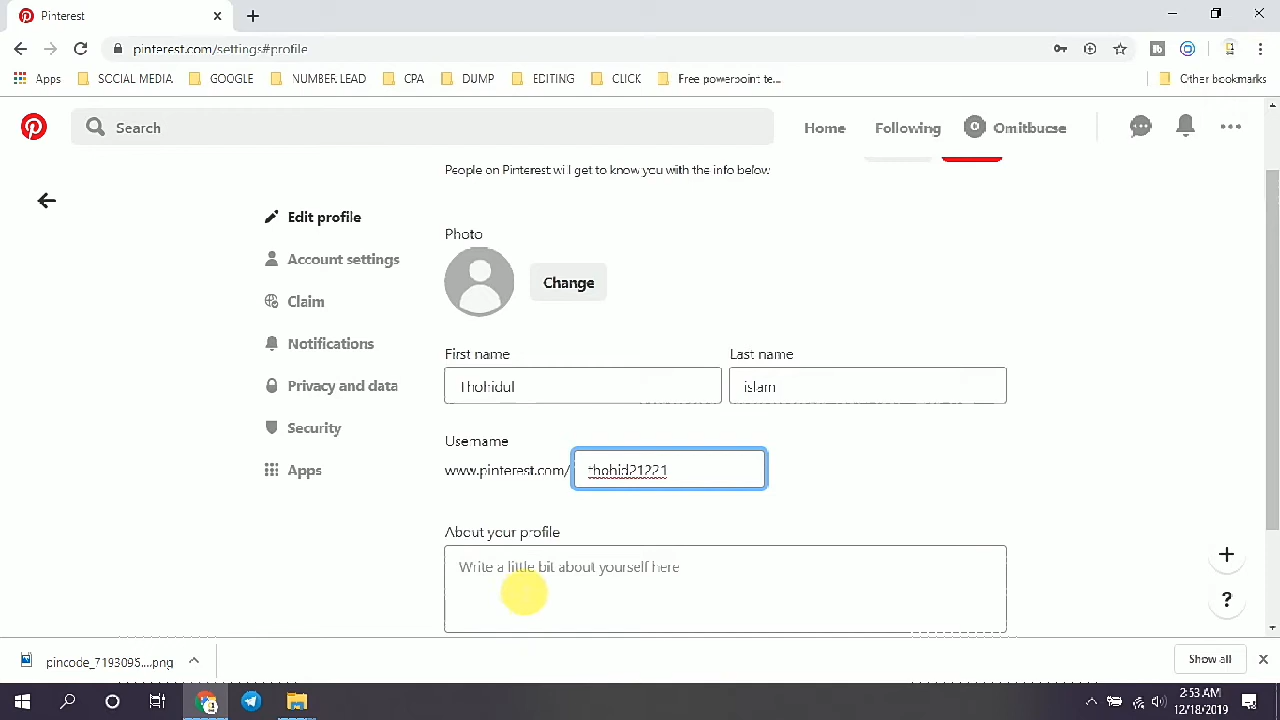 Pinterest
pinterest.com/settings#profile
Apps SOCIAL MEDIA GOOGLE NUMBER LEAD CPA DUMP EDITING CLICK Free powerpoint te... Other bookmarks
Search Home Following O Omitbucse
People on Pinterest will get to know you with the info below
Edit profile
Account settings
Claim
Notifications
Privacy and data
Security
Apps
Photo
Change
First name Last name
Thohidul islam
Username
www.pinterest.com/ thohid21221
About your profile
Write a little bit about yourself here
+
?
pincode_7193095....png Show all
2:53 AM
12/18/2019